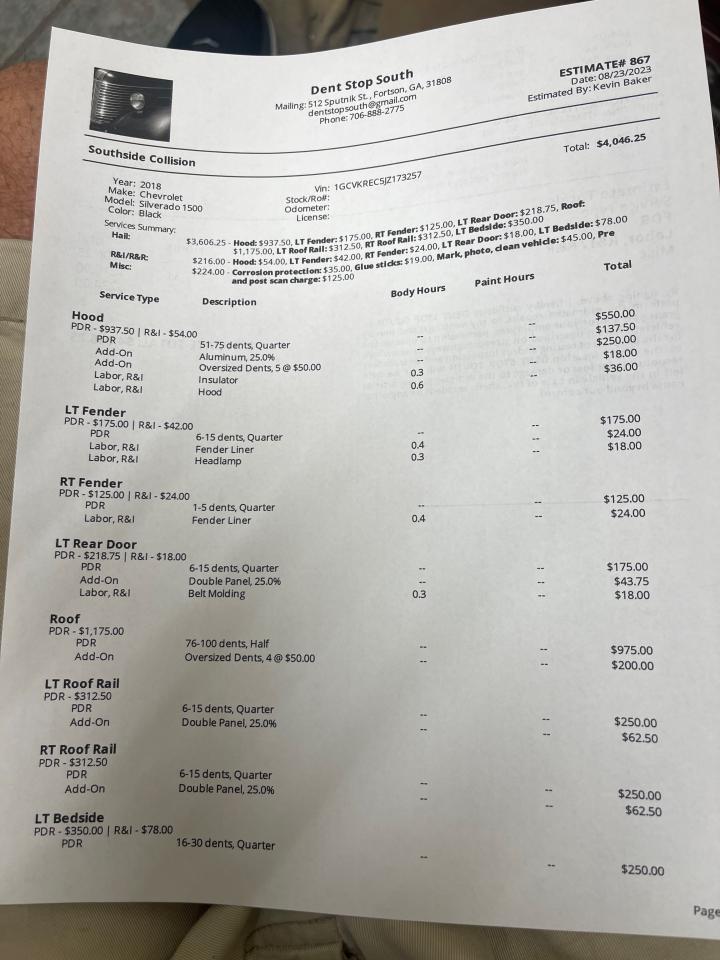 Dent Stop South
Mailing: 512 Sputnik St., Fortson, GA, 31808
dentstopsouth@gmail.com
Phone: 706-888-2775
ESTIMATE# 867
Date: 08/23/2023
Estimated By: Kevin Baker
Southside Collision
Total: $4,046.25
Year: 2018
Make: Chevrolet
Model: Silverado 1500
Color: Black
Vin: 1GCVKREC5JZ173257
Stock/Ro#:
Odometer:
License:
Services Summary:
Hail: $3,606.25 - Hood: $937.50, LT Fender: $175.00, RT Fender: $125.00, LT Rear Door: $218.75, Roof:
$1,175.00, LT Roof Rail: $312.50, RT Roof Rail: $312.50, LT Bedside: $350.00
R&I/R&R: $216.00 - Hood: $54.00, LT Fender: $42.00, RT Fender: $24.00, LT Rear Door: $18.00, LT Bedside: $78.00
Misc: $224.00 - Corrosion protection: $35.00, Glue sticks: $19.00, Mark, photo, clean vehicle: $45.00, Pre
and post scan charge: $125.00
Service Type Description Body Hours Paint Hours Total
Hood
PDR - $937.50 | R&I - $54.00
PDR 51-75 dents, Quarter -- -- $550.00
Add-On Aluminum, 25.0% -- -- $137.50
Add-On Oversized Dents, 5 @ $50.00 -- -- $250.00
Labor, R&I Insulator 0.3 -- $18.00
Labor, R&I Hood 0.6 $36.00
LT Fender
PDR - $175.00 | R&I - $42.00
PDR 6-15 dents, Quarter -- -- $175.00
Labor, R&I Fender Liner 0.4 -- $24.00
Labor, R&I Headlamp 0.3 -- $18.00
RT Fender
PDR - $125.00 | R&I - $24.00
PDR 1-5 dents, Quarter -- -- $125.00
Labor, R&I Fender Liner 0.4 -- $24.00
LT Rear Door
PDR - $218.75 | R&I - $18.00
PDR 6-15 dents, Quarter -- -- $175.00
Add-On Double Panel, 25.0% -- -- $43.75
Labor, R&I Belt Molding 0.3 -- $18.00
Roof
PDR - $1,175.00
PDR 76-100 dents, Half -- -- $975.00
Add-On Oversized Dents, 4 @ $50.00 -- -- $200.00
LT Roof Rail
PDR - $312.50
PDR 6-15 dents, Quarter -- -- $250.00
Add-On Double Panel, 25.0% -- -- $62.50
RT Roof Rail
PDR - $312.50
PDR 6-15 dents, Quarter -- -- $250.00
Add-On Double Panel, 25.0% -- -- $62.50
LT Bedside
PDR - $350.00 | R&I - $78.00
PDR 16-30 dents, Quarter -- -- $250.00
Page